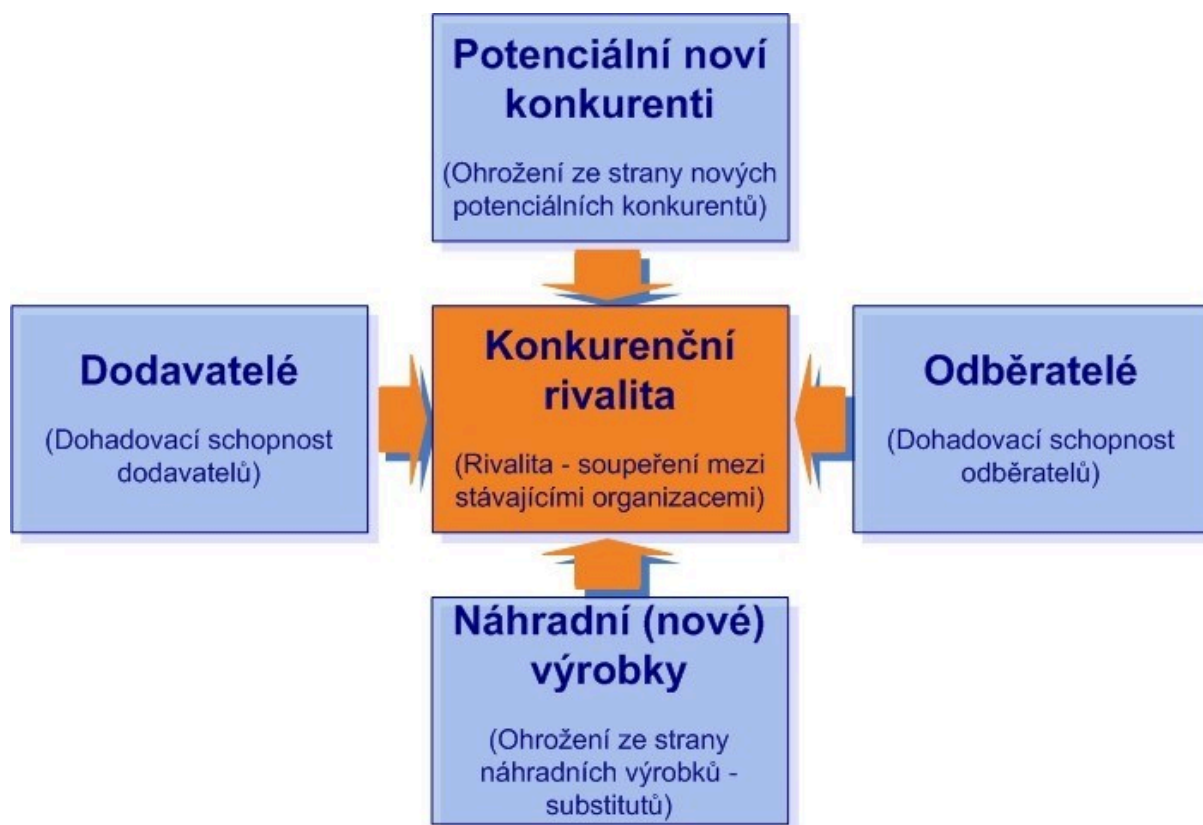 Potenciální noví
konkurenti
(Ohrožení ze strany nových
potenciálních konkurentů)
Dodavatelé
(Dohadovací schopnost
dodavatelů)
Konkurenční
rivalita
(Rivalita - soupeření mezi
stávajícími organizacemi)
Odběratelé
(Dohadovací schopnost
odběratelů)
Náhradní (nové)
výrobky
(Ohrožení ze strany
náhradních výrobků -
substitutů)